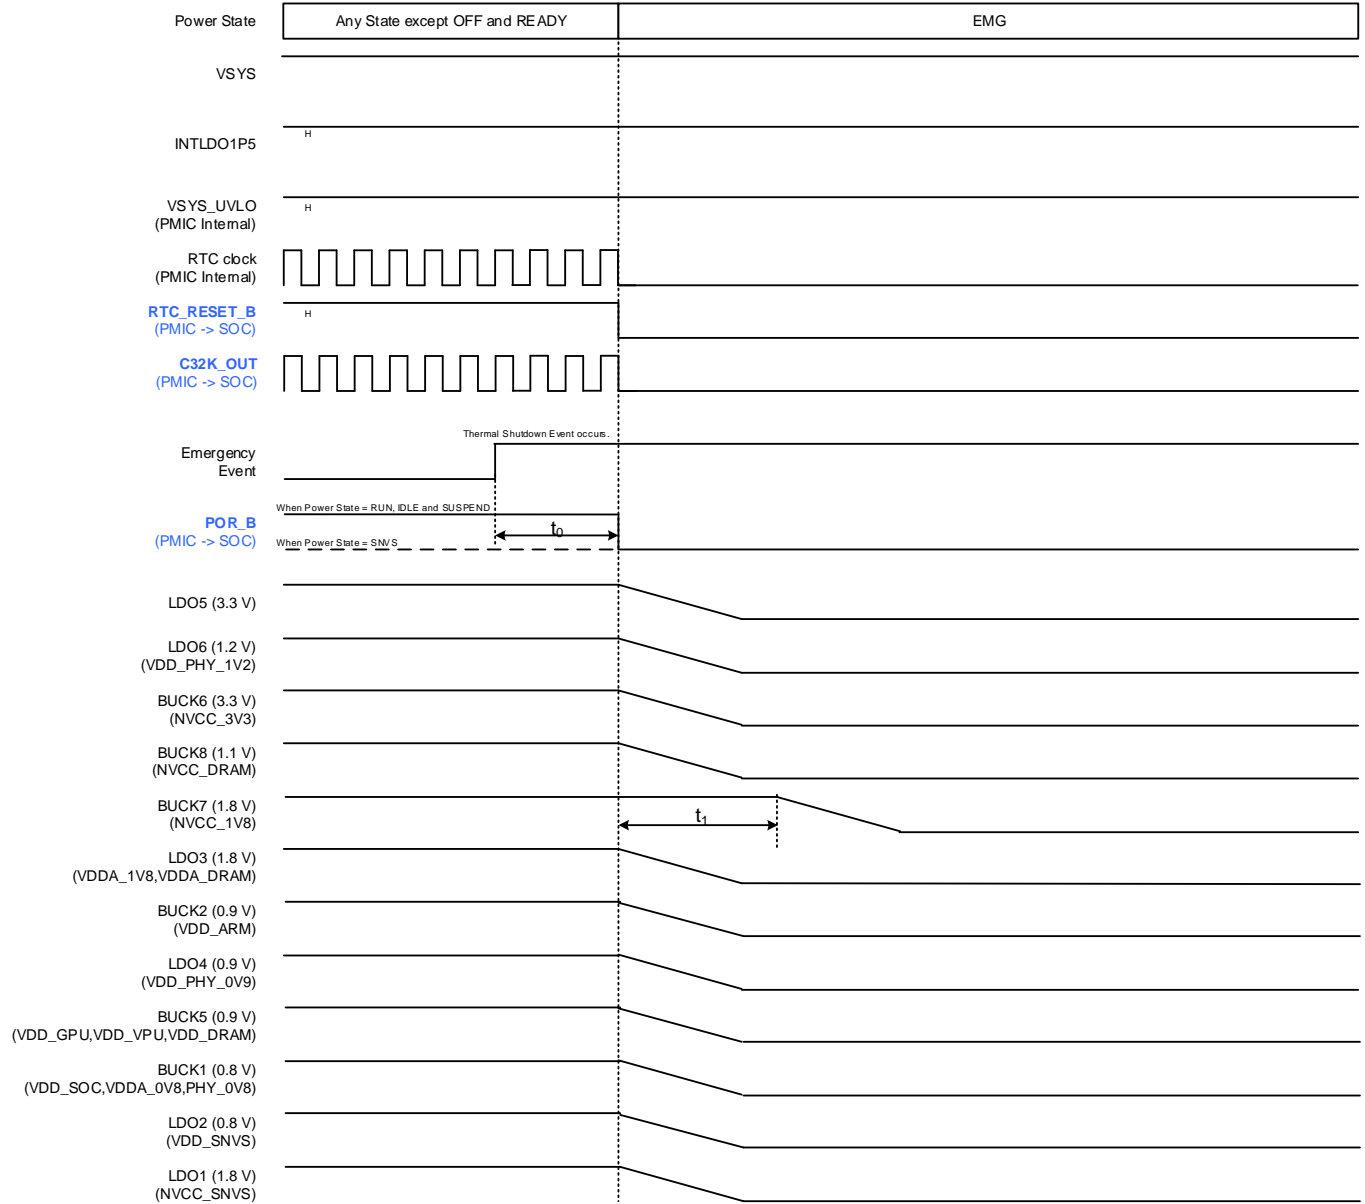 Power State
Any State except OFF and READY
EMG
VSYS
INTLDO1P5
H
VSYS_UVLO
(PMIC Internal)
H
RTC clock
(PMIC Internal)
RTC_RESET_B
(PMIC -> SOC)
H
C32K_OUT
(PMIC -> SOC)
Emergency
Event
Thermal Shutdown Event occurs.
POR_B
(PMIC -> SOC)
When Power State = RUN, IDLE and SUSPEND
When Power State = SNVS
t0
LDO5 (3.3 V)
LDO6 (1.2 V)
(VDD_PHY_1V2)
BUCK6 (3.3 V)
(NVCC_3V3)
BUCK8 (1.1 V)
(NVCC_DRAM)
BUCK7 (1.8 V)
(NVCC_1V8)
t1
LDO3 (1.8 V)
(VDDA_1V8,VDDA_DRAM)
BUCK2 (0.9 V)
(VDD_ARM)
LDO4 (0.9 V)
(VDD_PHY_0V9)
BUCK5 (0.9 V)
(VDD_GPU,VDD_VPU,VDD_DRAM)
BUCK1 (0.8 V)
(VDD_SOC,VDDA_0V8,PHY_0V8)
LDO2 (0.8 V)
(VDD_SNVS)
LDO1 (1.8 V)
(NVCC_SNVS)